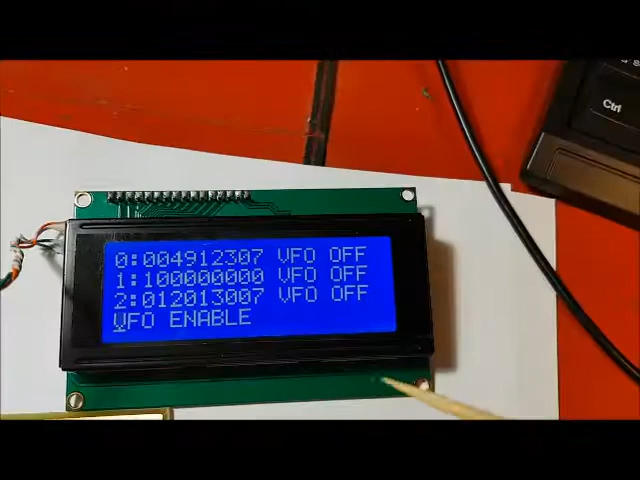 Ctrl
0:004912307 VFO OFF
1:100000000 VFO OFF
2:012013007 VFO OFF
VFO ENABLE